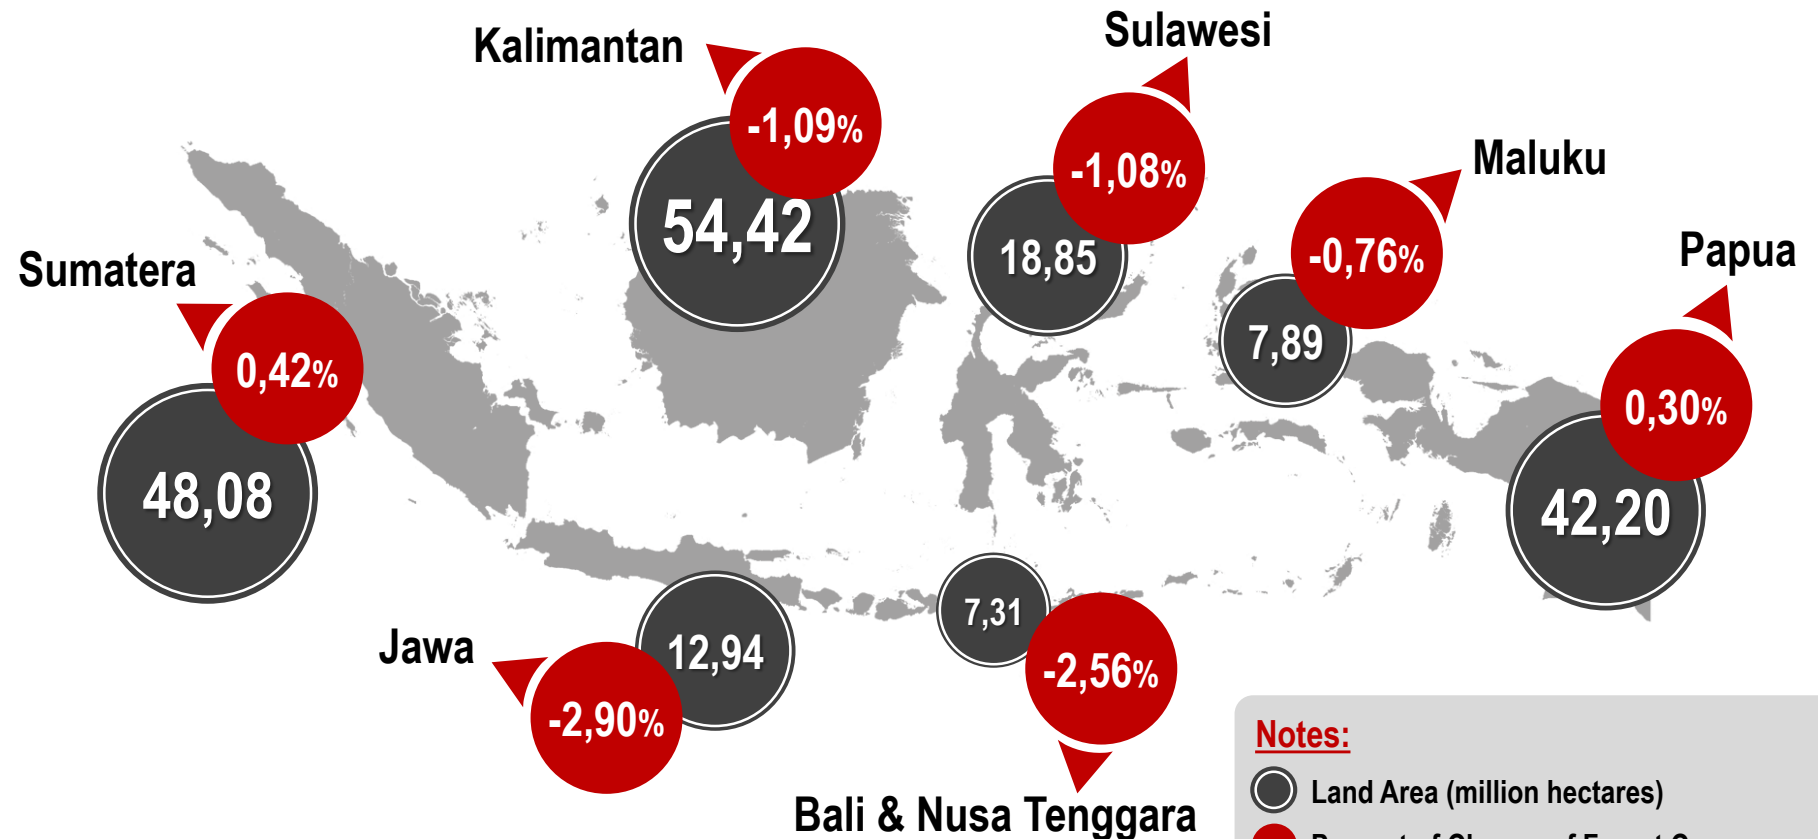 Kalimantan
-1,09%
54,42
Sulawesi
-1,08%
18,85
Maluku
-0,76%
7,89
Papua
0,30%
42,20
Sumatera
0,42%
48,08
Jawa
12,94
-2,90%
7,31
-2,56%
Bali & Nusa Tenggara
Notes:
Land Area (million hectares)